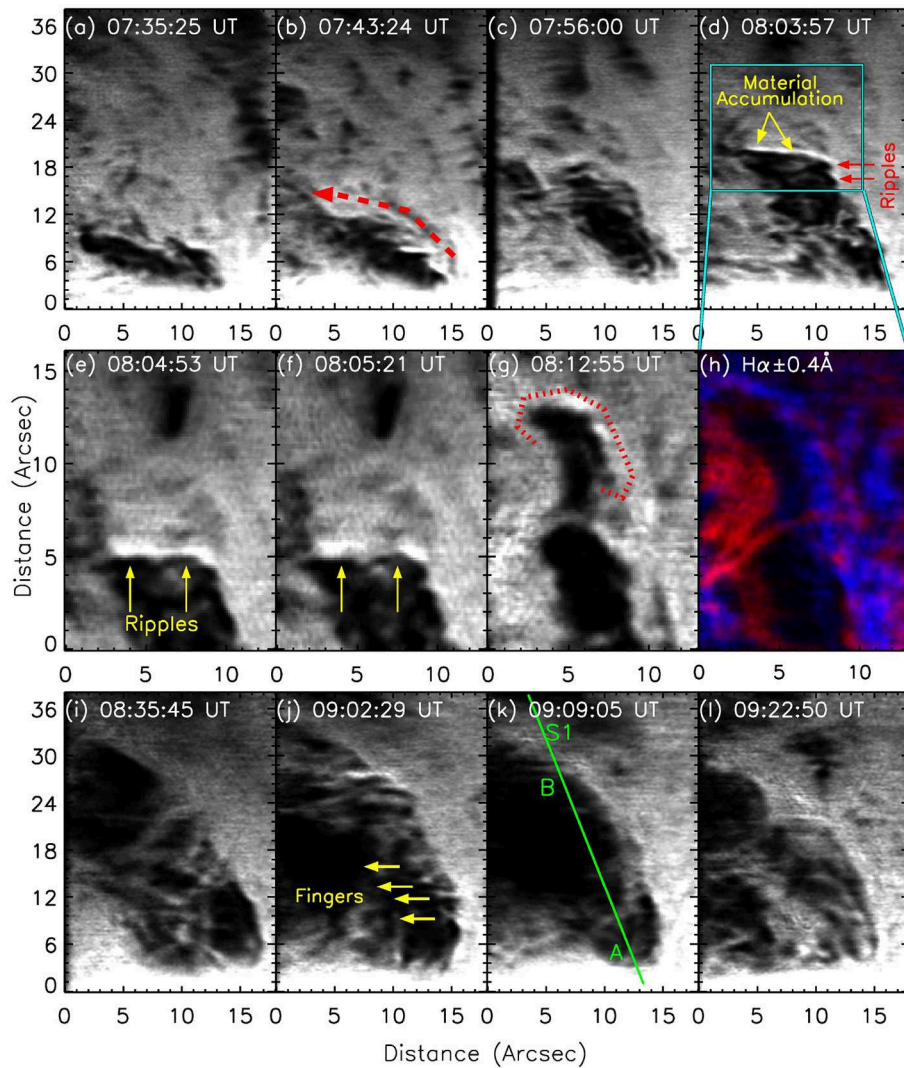 (a) 07:35:25 UT
(b) 07:43:24 UT
(c) 07:56:00 UT
(d) 08:03:57 UT
Material
Accumulation
Ripples
36
30
24
18
12
6
0
0 5 10 15
0 5 10 15
0 5 10 15
0 5 10 15
(e) 08:04:53 UT
(f) 08:05:21 UT
(g) 08:12:55 UT
(h) Hα±0.4Å
Ripples
15
10
5
0
Distance (Arcsec)
0 5 10
0 5 10
0 5 10
0 5 10
(i) 08:35:45 UT
(j) 09:02:29 UT
(k) 09:09:05 UT
(l) 09:22:50 UT
S1
B
Fingers
A
36
30
24
18
12
6
0
0 5 10 15
0 5 10 15
0 5 10 15
0 5 10 15
Distance (Arcsec)